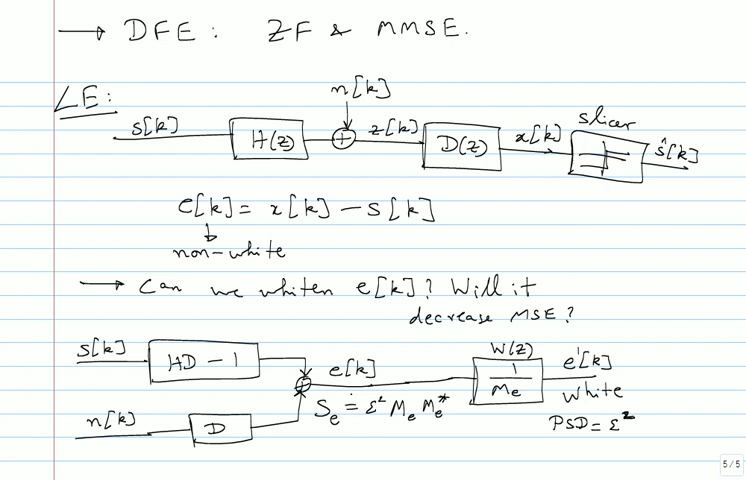 → DFE: ZF & MMSE.
LE:
n[k]
s[k] H(z) + z[k] D(z) x[k] slicer ŝ[k]
e[k] = x[k] - s[k]
non-white
→ Can we whiten e[k]? Will it
decrease MSE?
s[k] HD - 1 e[k] W(z) 1/Me e'[k]
+ Se = ε² Me Me* white
n[k] D PSD = ε²
5/5